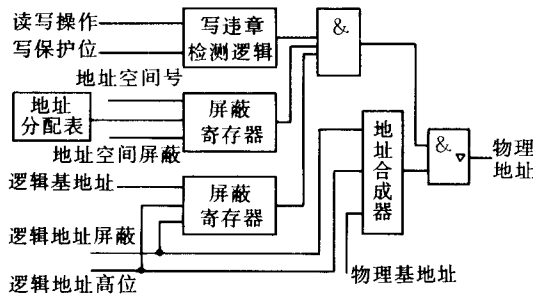 读写操作
写保护位
写违章
检测逻辑
&
地址空间号
地址
分配表
屏蔽
寄存器
地址空间屏蔽
逻辑基地址
屏蔽
寄存器
逻辑地址屏蔽
逻辑地址高位
地址合成器
&
物理
地址
物理基地址